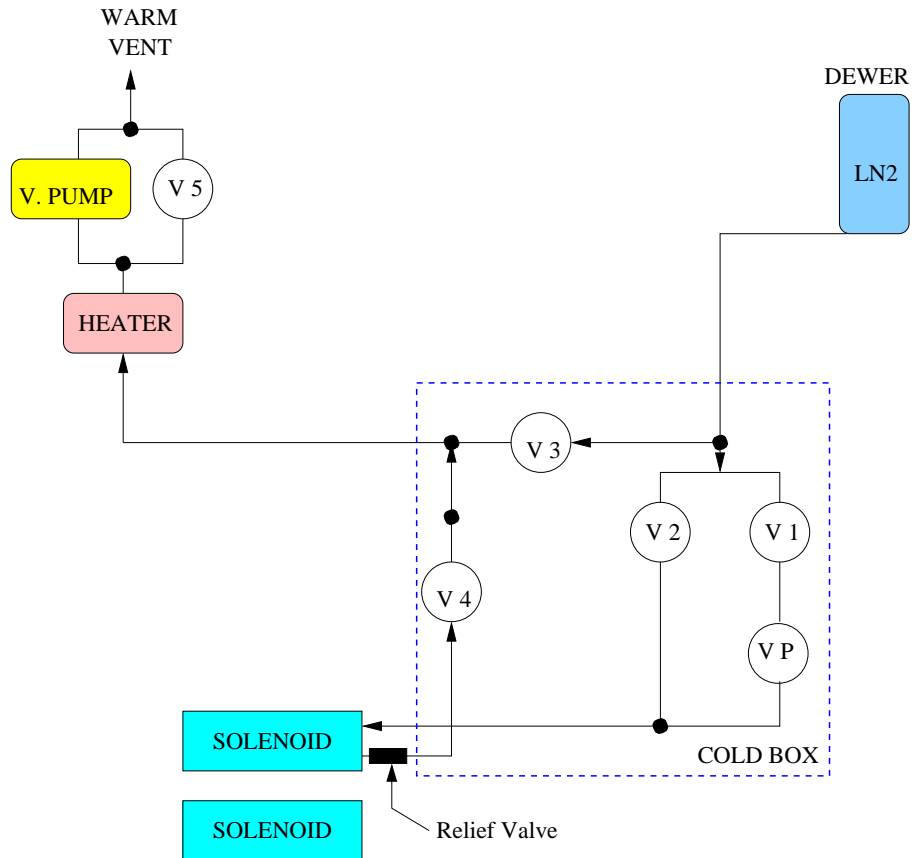 WARM
VENT
DEWER
LN2
V. PUMP
V 5
HEATER
V 3
V 2
V 1
V 4
V P
SOLENOID
COLD BOX
SOLENOID
Relief Valve